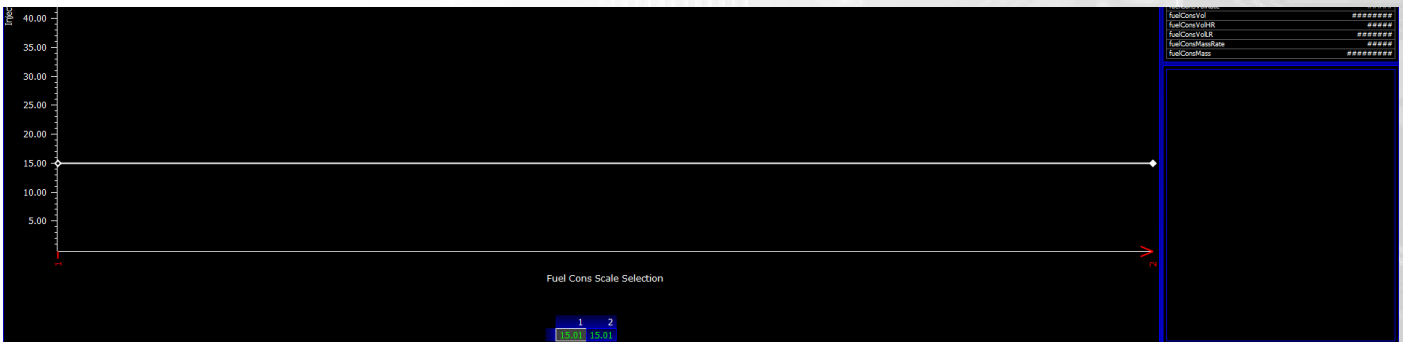 Injec
40.00
35.00
30.00
25.00
20.00
15.00
10.00
5.00
1
2
Fuel Cons Scale Selection
1 2
15.01 15.01
fuelConsVol ########
fuelConsVolHR #####
fuelConsVolLR #######
fuelConsMassRate #####
fuelConsMass #########